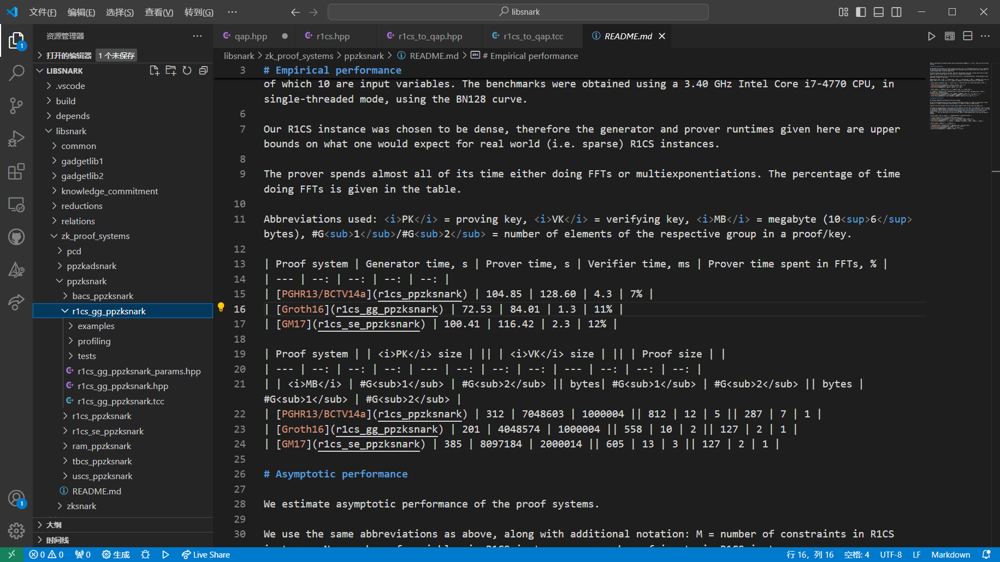 文件(F) 编辑(E) 选择(S) 查看(V) 转到(G) ··· libsnark
资源管理器
打开的编辑器 1 个未保存
LIBSNARK
.vscode
build
depends
libsnark
common
gadgetlib1
gadgetlib2
knowledge_commitment
reductions
relations
zk_proof_systems
pcd
ppzkadsnark
ppzksnark
bacs_ppzksnark
r1cs_gg_ppzksnark
examples
profiling
tests
r1cs_gg_ppzksnark_params.hpp
r1cs_gg_ppzksnark.hpp
r1cs_gg_ppzksnark.tcc
r1cs_ppzksnark
r1cs_se_ppzksnark
ram_ppzksnark
tbcs_ppzksnark
uscs_ppzksnark
README.md
zksnark
大纲
时间线
1
1
qap.hpp r1cs.hpp r1cs_to_qap.hpp r1cs_to_qap.tcc README.md
libsnark > zk_proof_systems > ppzksnark > README.md > # Empirical performance
3 # Empirical performance
of which 10 are input variables. The benchmarks were obtained using a 3.40 GHz Intel Core i7-4770 CPU, in
single-threaded mode, using the BN128 curve.
6
7 Our R1CS instance was chosen to be dense, therefore the generator and prover runtimes given here are upper
bounds on what one would expect for real world (i.e. sparse) R1CS instances.
8
9 The prover spends almost all of its time either doing FFTs or multiexponentiations. The percentage of time
doing FFTs is given in the table.
10
11 Abbreviations used: <i>PK</i> = proving key, <i>VK</i> = verifying key, <i>MB</i> = megabyte (10<sup>6</sup>
bytes), #G<sub>1</sub>/#G<sub>2</sub> = number of elements of the respective group in a proof/key.
12
13 | Proof system | Generator time, s | Prover time, s | Verifier time, ms | Prover time spent in FFTs, % |
14 | --- | --: | --: | --: | --: |
15 | [PGHR13/BCTV14a](r1cs_ppzksnark) | 104.85 | 128.60 | 4.3 | 7% |
16 | [Groth16](r1cs_gg_ppzksnark) | 72.53 | 84.01 | 1.3 | 11% |
17 | [GM17](r1cs_se_ppzksnark) | 100.41 | 116.42 | 2.3 | 12% |
18
19 | Proof system | | <i>PK</i> size | || | <i>VK</i> size | || | Proof size | |
20 | --- | --: | --: | --: | --- | --: | --: | --: | --- | --: | --: | --: |
21 | | <i>MB</i> | #G<sub>1</sub> | #G<sub>2</sub> || bytes| #G<sub>1</sub> | #G<sub>2</sub> || bytes |
#G<sub>1</sub> | #G<sub>2</sub> |
22 | [PGHR13/BCTV14a](r1cs_ppzksnark) | 312 | 7048603 | 1000004 || 812 | 12 | 5 || 287 | 7 | 1 |
23 | [Groth16](r1cs_gg_ppzksnark) | 201 | 4048574 | 1000004 || 558 | 10 | 2 || 127 | 2 | 1 |
24 | [GM17](r1cs_se_ppzksnark) | 385 | 8097184 | 2000014 || 605 | 13 | 3 || 127 | 2 | 1 |
25
26 # Asymptotic performance
27
28 We estimate asymptotic performance of the proof systems.
29
30 We use the same abbreviations as above, along with additional notation: M = number of constraints in R1CS
0 0 0 生成 Live Share 行 16，列 16 空格: 4 UTF-8 LF Markdown